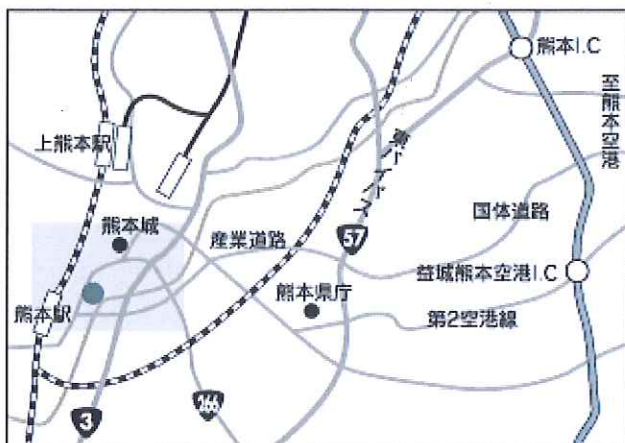 熊本I.C
至熊本空港
上熊本駅
東バイパス
熊本城
産業道路
国体道路
57
益城熊本空港I.C
熊本県庁
熊本駅
第2空港線
3
266